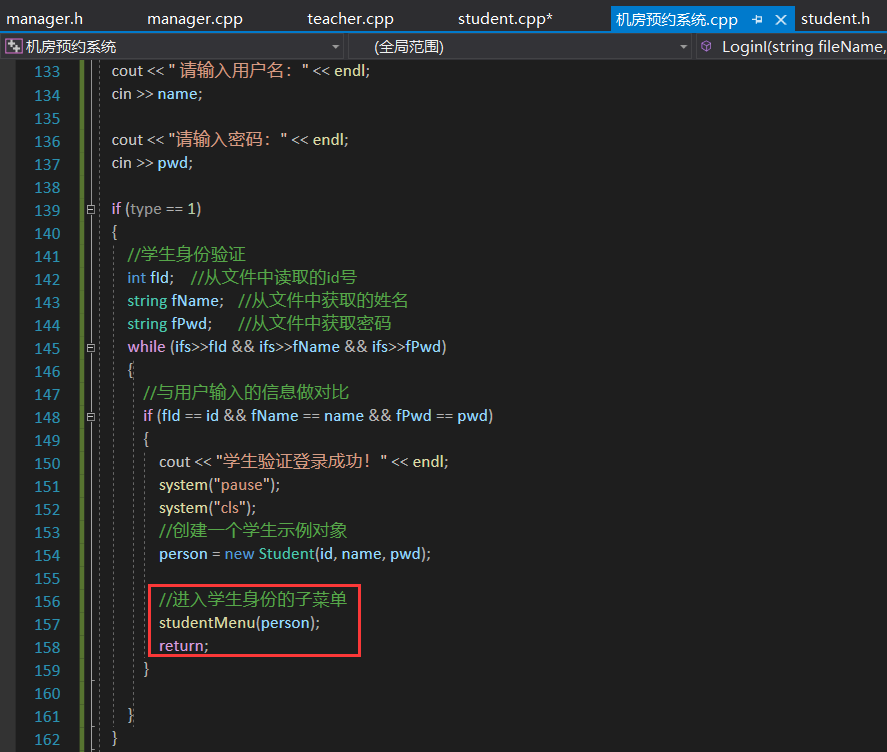 manager.h manager.cpp teacher.cpp student.cpp* 机房预约系统.cpp student.h
机房预约系统 (全局范围) LoginI(string fileName,
133 cout << " 请输入用户名：" << endl;
134 cin >> name;
135
136 cout << "请输入密码：" << endl;
137 cin >> pwd;
138
139 if (type == 1)
140 {
141 //学生身份验证
142 int fId; //从文件中读取的id号
143 string fName; //从文件中获取的姓名
144 string fPwd; //从文件中获取密码
145 while (ifs>>fId && ifs>>fName && ifs>>fPwd)
146 {
147 //与用户输入的信息做对比
148 if (fId == id && fName == name && fPwd == pwd)
149 {
150 cout << "学生验证登录成功！" << endl;
151 system("pause");
152 system("cls");
153 //创建一个学生示例对象
154 person = new Student(id, name, pwd);
155
156 //进入学生身份的子菜单
157 studentMenu(person);
158 return;
159 }
160
161 }
162 }